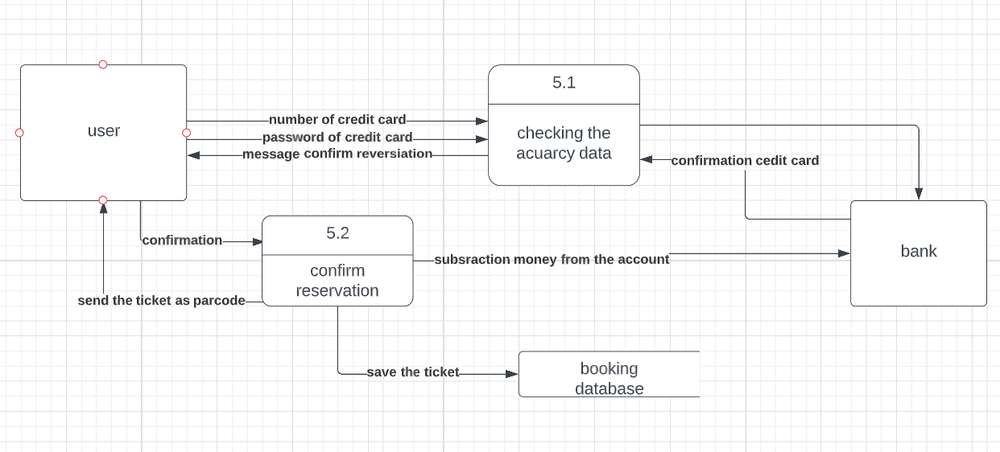 5.1
user
number of credit card
password of credit card
message confirm reversiation
checking the
acuarcy data
confirmation cedit card
5.2
confirmation
confirm
reservation
subsraction money from the account
bank
send the ticket as parcode
save the ticket
booking
database